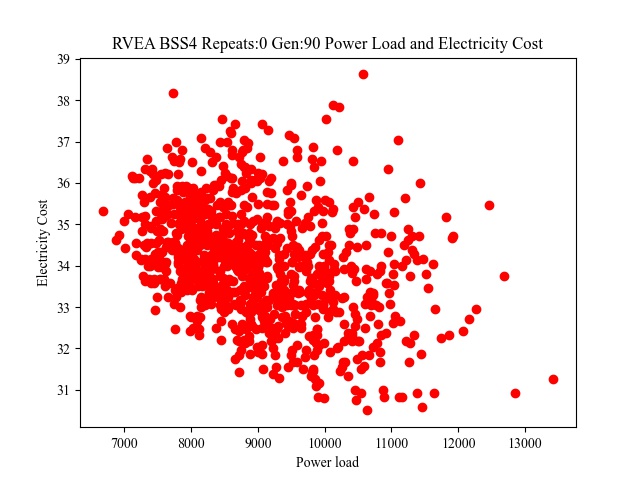 RVEA BSS4 Repeats:0 Gen:90 Power Load and Electricity Cost
39
38
37
36
35
34
33
32
31
Electricity Cost
7000 8000 9000 10000 11000 12000 13000
Power load